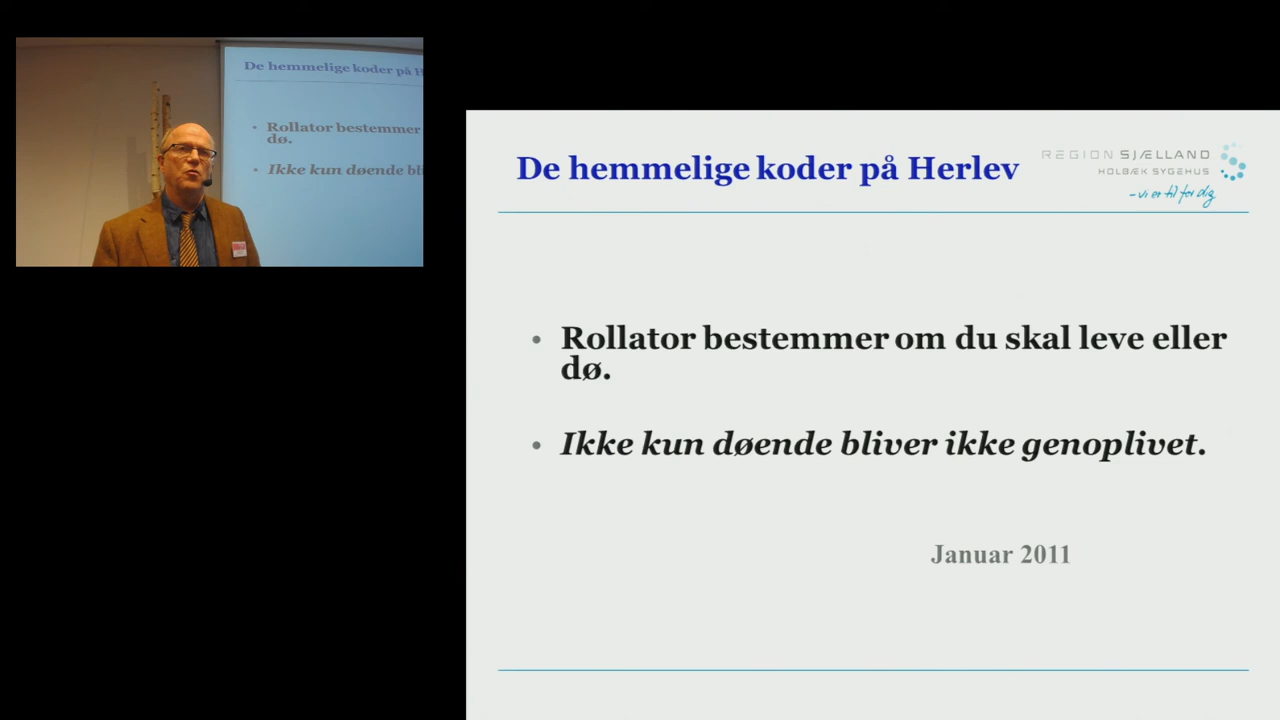 De hemmelige koder på H
Rollator bestemmer
dø.
Ikke kun døende bli
De hemmelige koder på Herlev
REGION SJÆLLAND
HOLBÆK SYGEHUS
- vi er til for dig
• Rollator bestemmer om du skal leve eller
dø.
• Ikke kun døende bliver ikke genoplivet.
Januar 2011